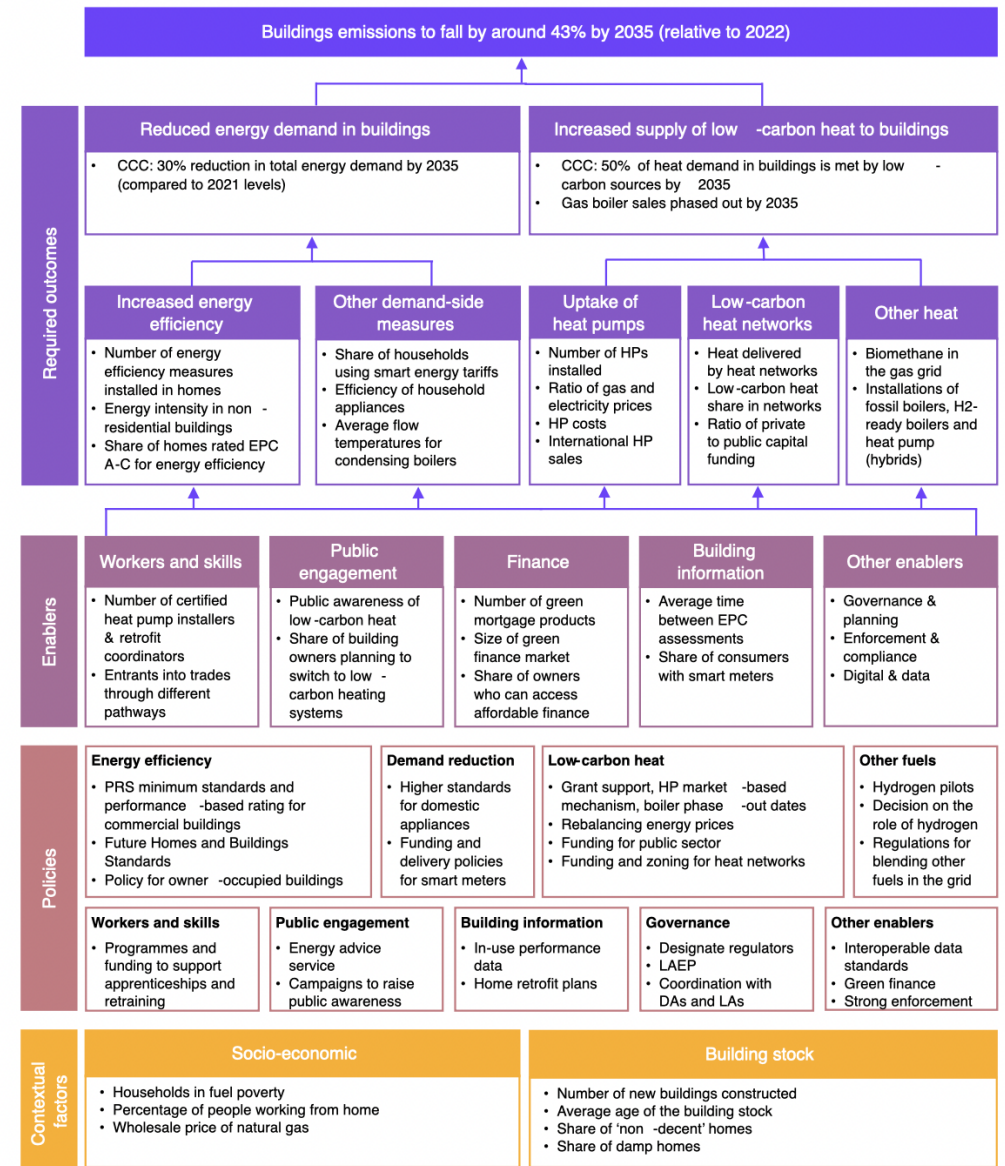 Buildings emissions to fall by around 43% by 2035 (relative to 2022)
Required outcomes
Reduced energy demand in buildings
• CCC: 30% reduction in total energy demand by 2035
(compared to 2021 levels)
Increased supply of low -carbon heat to buildings
• CCC: 50% of heat demand in buildings is met by low -
carbon sources by 2035
• Gas boiler sales phased out by 2035
Increased energy
efficiency
• Number of energy
efficiency measures
installed in homes
• Energy intensity in non -
residential buildings
• Share of homes rated EPC
A-C for energy efficiency
Other demand-side
measures
• Share of households
using smart energy tariffs
• Efficiency of household
appliances
• Average flow
temperatures for
condensing boilers
Uptake of
heat pumps
• Number of HPs
installed
• Ratio of gas and
electricity prices
• HP costs
• International HP
sales
Low-carbon
heat networks
• Heat delivered
by heat networks
• Low-carbon heat
share in networks
• Ratio of private
to public capital
funding
Other heat
• Biomethane in
the gas grid
• Installations of
fossil boilers, H2-
ready boilers and
heat pump
(hybrids)
Enablers
Workers and skills
• Number of certified
heat pump installers
& retrofit
coordinators
• Entrants into trades
through different
pathways
Public
engagement
• Public awareness of
low-carbon heat
• Share of building
owners planning to
switch to low -
carbon heating
systems
Finance
• Number of green
mortgage products
• Size of green
finance market
• Share of owners
who can access
affordable finance
Building
information
• Average time
between EPC
assessments
• Share of consumers
with smart meters
Other enablers
• Governance &
planning
• Enforcement &
compliance
• Digital & data
Policies
Energy efficiency
• PRS minimum standards and
performance -based rating for
commercial buildings
• Future Homes and Buildings
Standards
• Policy for owner -occupied buildings
Demand reduction
• Higher standards
for domestic
appliances
• Funding and
delivery policies
for smart meters
Low-carbon heat
• Grant support, HP market -based
mechanism, boiler phase -out dates
• Rebalancing energy prices
• Funding for public sector
• Funding and zoning for heat networks
Other fuels
• Hydrogen pilots
• Decision on the
role of hydrogen
• Regulations for
blending other
fuels in the grid
Workers and skills
• Programmes and
funding to support
apprenticeships and
retraining
Public engagement
• Energy advice
service
• Campaigns to raise
public awareness
Building information
• In-use performance
data
• Home retrofit plans
Governance
• Designate regulators
• LAEP
• Coordination with
DAs and LAs
Other enablers
• Interoperable data
standards
• Green finance
• Strong enforcement
Contextual
factors
Socio-economic
• Households in fuel poverty
• Percentage of people working from home
• Wholesale price of natural gas
Building stock
• Number of new buildings constructed
• Average age of the building stock
• Share of ‘non -decent’ homes
• Share of damp homes